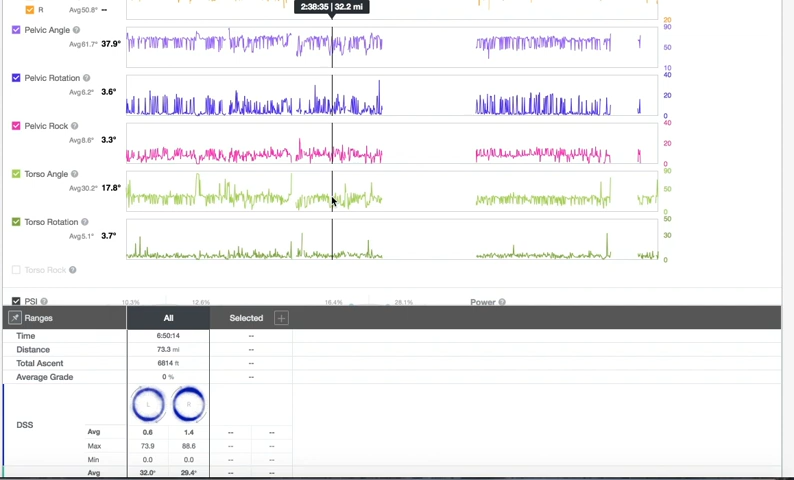 2:38:35 | 32.2 mi
R Avg50.8° --
20
Pelvic Angle ?
Avg61.7° 37.9°
90
50
10
Pelvic Rotation ?
Avg6.2° 3.6°
40
20
0
Pelvic Rock ?
Avg8.6° 3.3°
40
20
0
Torso Angle ?
Avg30.2° 17.8°
90
50
0
Torso Rotation ?
Avg5.1° 3.7°
50
30
0
Torso Rock ?
PSI ? 10.3% 12.6% 16.4% 28.1% Power ?
Ranges All Selected +
Time 6:50:14 --
Distance 73.3 mi --
Total Ascent 6814 ft --
Average Grade 0 % --
L R
DSS
Avg 0.6 1.4 -- --
Max 73.9 88.6 -- --
Min 0.0 0.0 -- --
Avg 32.0° 29.4° -- --